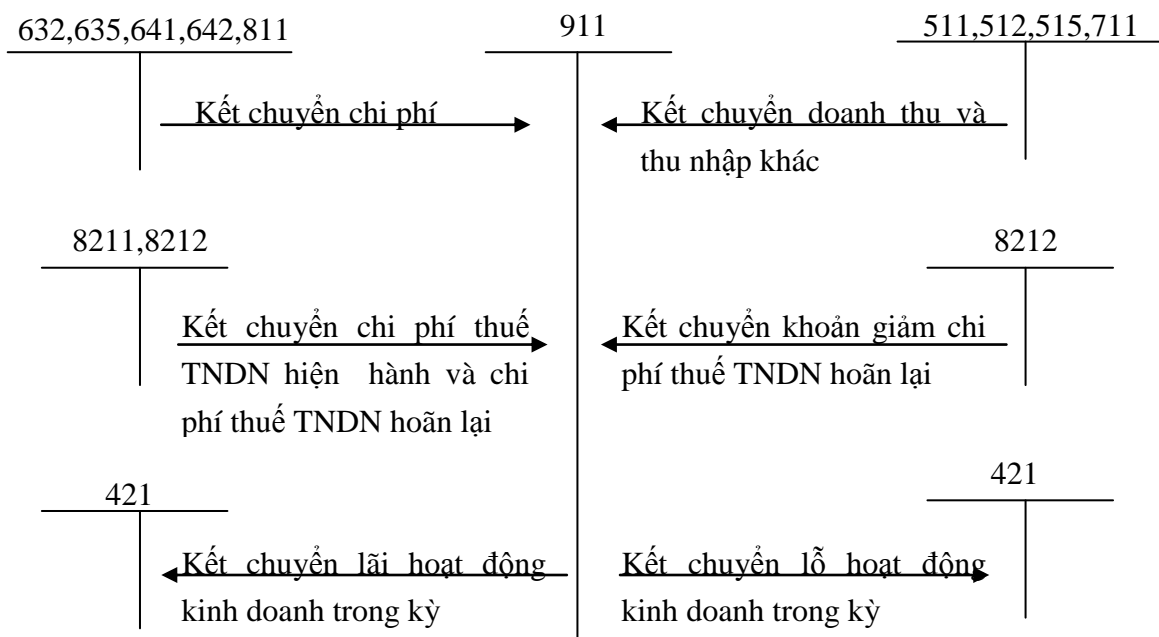 632,635,641,642,811
911
511,512,515,711
Kết chuyển chi phí
Kết chuyển doanh thu và
thu nhập khác
8211,8212
8212
Kết chuyển chi phí thuế
TNDN hiện hành và chi
phí thuế TNDN hoãn lại
Kết chuyển khoản giảm chi
phí thuế TNDN hoãn lại
421
421
Kết chuyển lãi hoạt động
kinh doanh trong kỳ
Kết chuyển lỗ hoạt động
kinh doanh trong kỳ